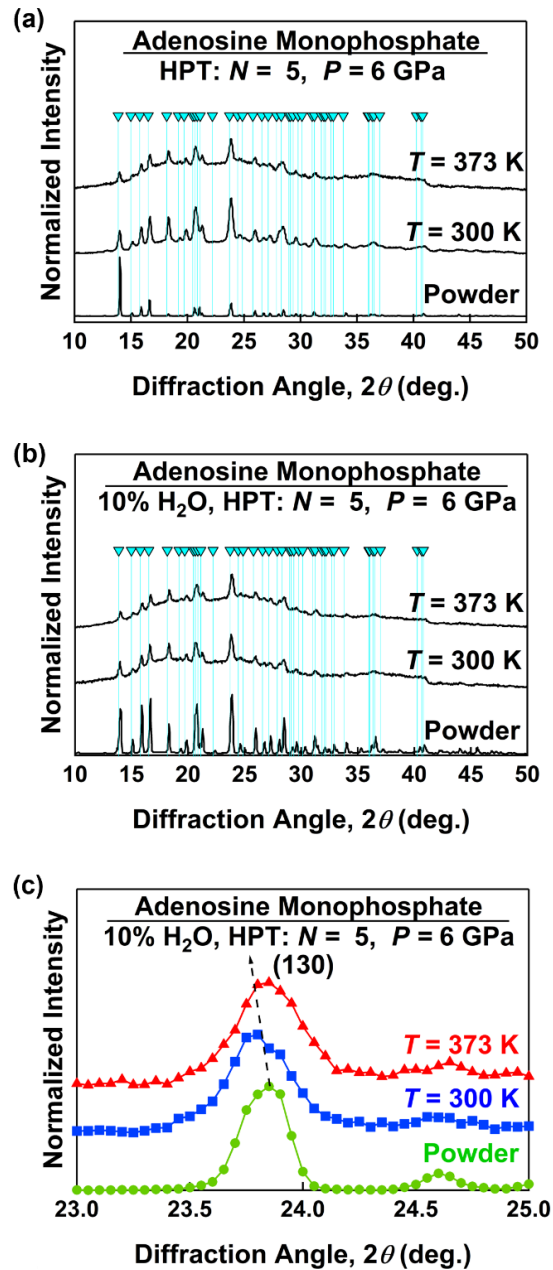 (a)
Adenosine Monophosphate
HPT: N = 5, P = 6 GPa
T = 373 K
T = 300 K
Powder
Normalized Intensity
10 15 20 25 30 35 40 45 50
Diffraction Angle, 2θ (deg.)
(b)
Adenosine Monophosphate
10% H₂O, HPT: N = 5, P = 6 GPa
T = 373 K
T = 300 K
Powder
Normalized Intensity
10 15 20 25 30 35 40 45 50
Diffraction Angle, 2θ (deg.)
(c)
Adenosine Monophosphate
10% H₂O, HPT: N = 5, P = 6 GPa
(130)
T = 373 K
T = 300 K
Powder
Normalized Intensity
23.0 23.5 24.0 24.5 25.0
Diffraction Angle, 2θ (deg.)